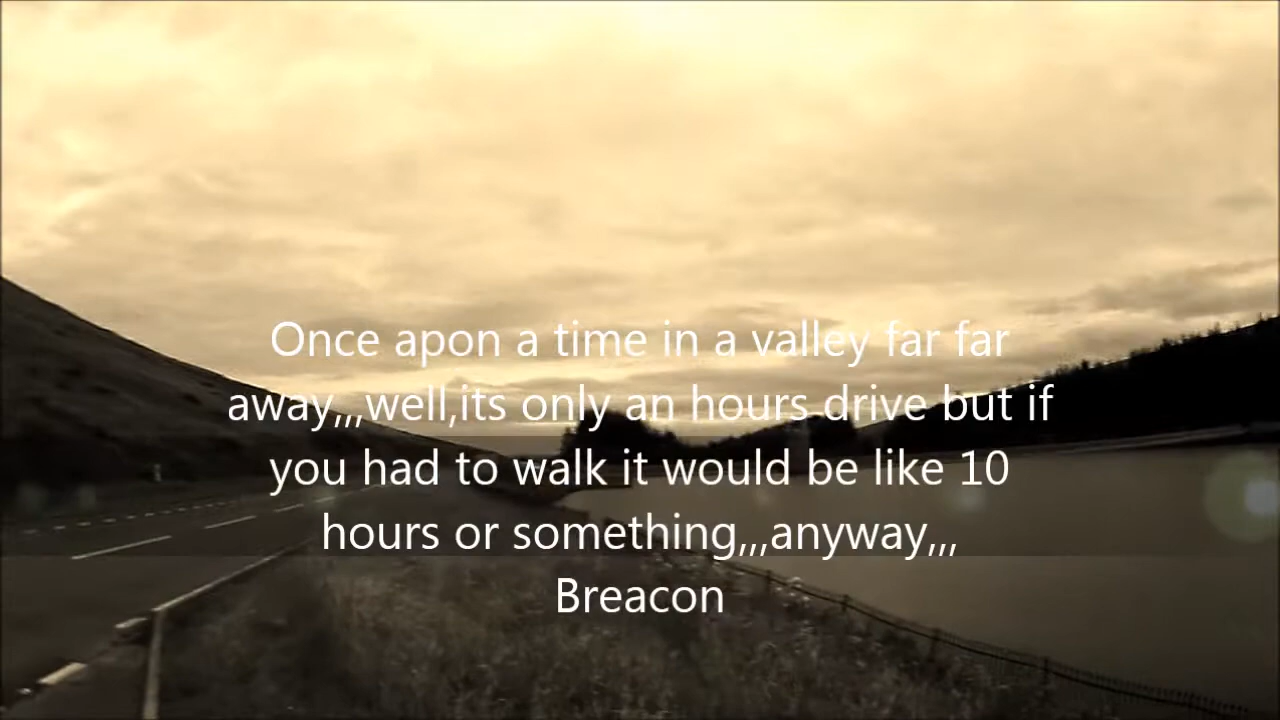 Once apon a time in a valley far far
away,,,well,its only an hours drive but if
you had to walk it would be like 10
hours or something,,,anyway,,,
Breacon